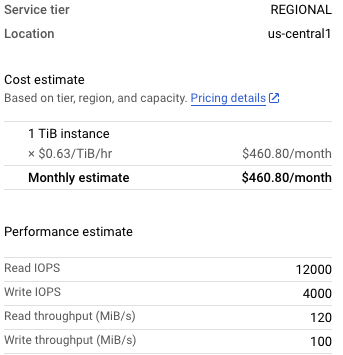 Service tier REGIONAL
Location us-central1
Cost estimate
Based on tier, region, and capacity. Pricing details
1 TiB instance
× $0.63/TiB/hr $460.80/month
Monthly estimate $460.80/month
Performance estimate
Read IOPS 12000
Write IOPS 4000
Read throughput (MiB/s) 120
Write throughput (MiB/s) 100